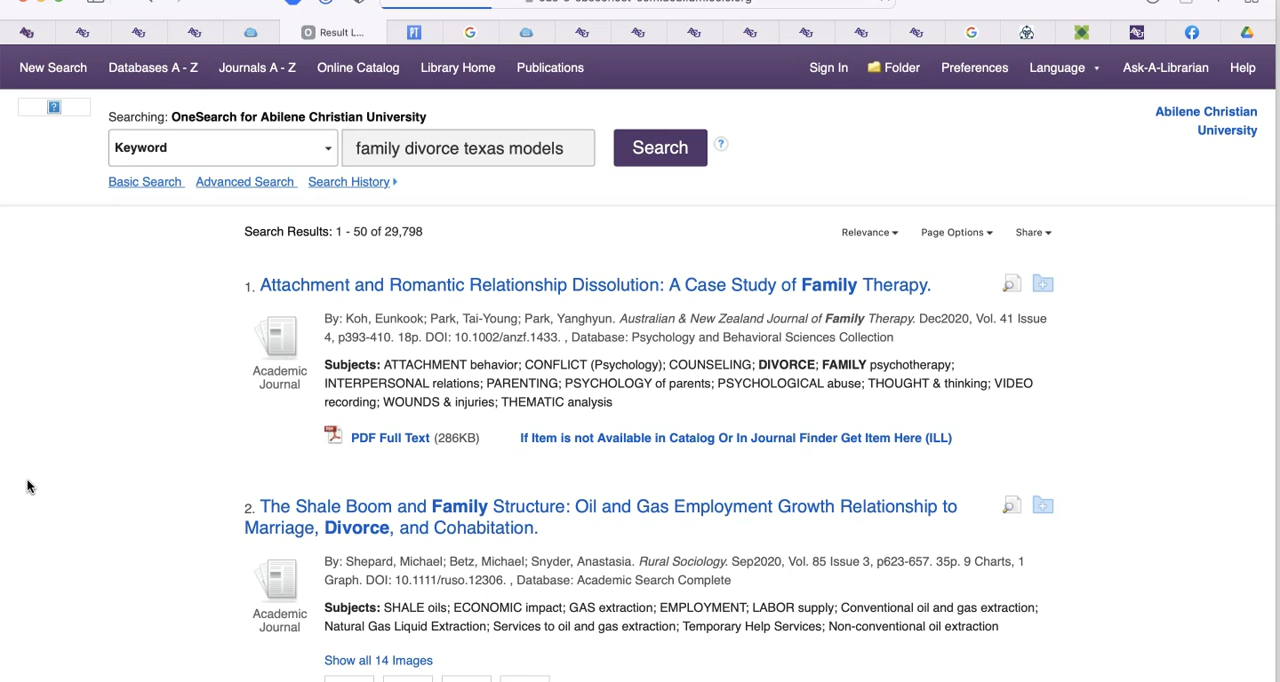 Result L...
New Search Databases A - Z Journals A - Z Online Catalog Library Home Publications Sign In Folder Preferences Language Ask-A-Librarian Help
Searching: OneSearch for Abilene Christian University
Abilene Christian
University
Keyword family divorce texas models Search ?
Basic Search Advanced Search Search History
Search Results: 1 - 50 of 29,798 Relevance Page Options Share
1. Attachment and Romantic Relationship Dissolution: A Case Study of Family Therapy.
By: Koh, Eunkook; Park, Tai-Young; Park, Yanghyun. Australian & New Zealand Journal of Family Therapy. Dec2020, Vol. 41 Issue
4, p393-410. 18p. DOI: 10.1002/anzf.1433. , Database: Psychology and Behavioral Sciences Collection
Academic
Journal
Subjects: ATTACHMENT behavior; CONFLICT (Psychology); COUNSELING; DIVORCE; FAMILY psychotherapy;
INTERPERSONAL relations; PARENTING; PSYCHOLOGY of parents; PSYCHOLOGICAL abuse; THOUGHT & thinking; VIDEO
recording; WOUNDS & injuries; THEMATIC analysis
PDF Full Text (286KB) If Item is not Available in Catalog Or In Journal Finder Get Item Here (ILL)
2. The Shale Boom and Family Structure: Oil and Gas Employment Growth Relationship to
Marriage, Divorce, and Cohabitation.
By: Shepard, Michael; Betz, Michael; Snyder, Anastasia. Rural Sociology. Sep2020, Vol. 85 Issue 3, p623-657. 35p. 9 Charts, 1
Graph. DOI: 10.1111/ruso.12306. , Database: Academic Search Complete
Academic
Journal
Subjects: SHALE oils; ECONOMIC impact; GAS extraction; EMPLOYMENT; LABOR supply; Conventional oil and gas extraction;
Natural Gas Liquid Extraction; Services to oil and gas extraction; Temporary Help Services; Non-conventional oil extraction
Show all 14 Images